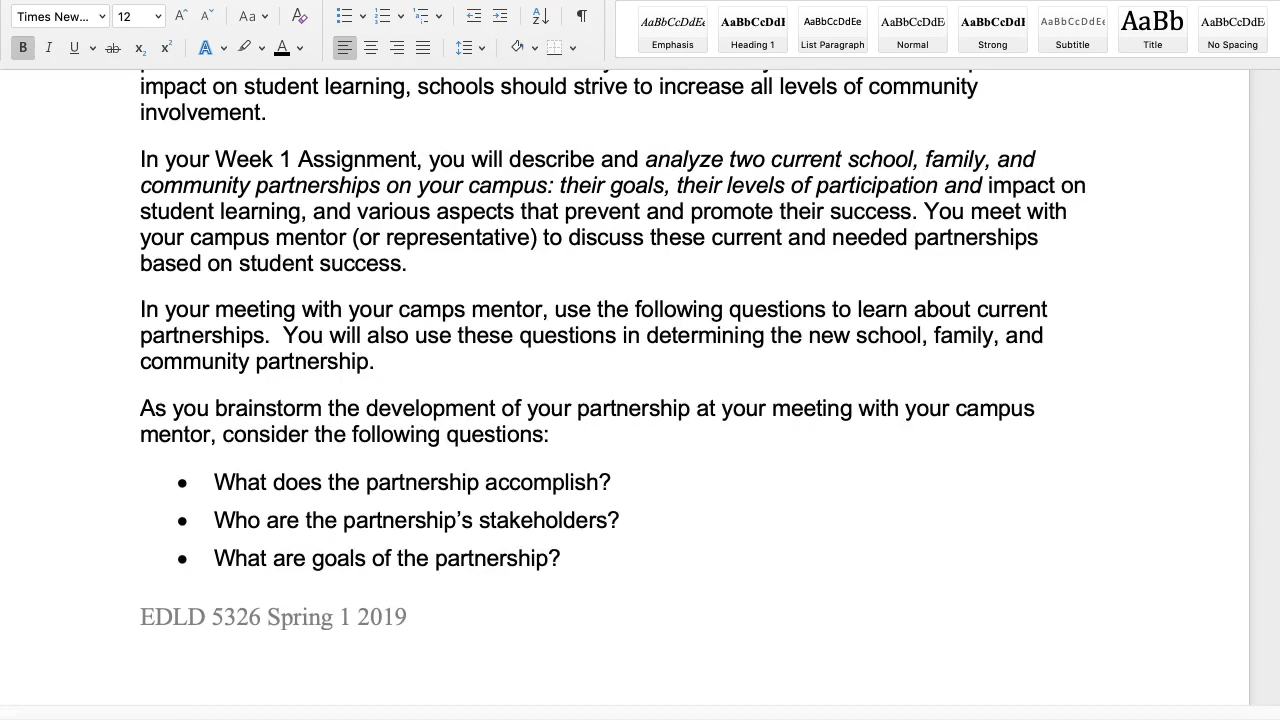 Times New... 12 A A Aa A
AaBbCcDdEe AaBbCcDdI AaBbCcDdEe AaBbCcDdE AaBbCcDdI AaBbCcDdEe AaBb AaBbCcDdE
B I U ab x₂ x² A A
Emphasis Heading 1 List Paragraph Normal Strong Subtitle Title No Spacing
impact on student learning, schools should strive to increase all levels of community
involvement.
In your Week 1 Assignment, you will describe and analyze two current school, family, and
community partnerships on your campus: their goals, their levels of participation and impact on
student learning, and various aspects that prevent and promote their success. You meet with
your campus mentor (or representative) to discuss these current and needed partnerships
based on student success.
In your meeting with your camps mentor, use the following questions to learn about current
partnerships.  You will also use these questions in determining the new school, family, and
community partnership.
As you brainstorm the development of your partnership at your meeting with your campus
mentor, consider the following questions:
• What does the partnership accomplish?
• Who are the partnership’s stakeholders?
• What are goals of the partnership?
EDLD 5326 Spring 1 2019